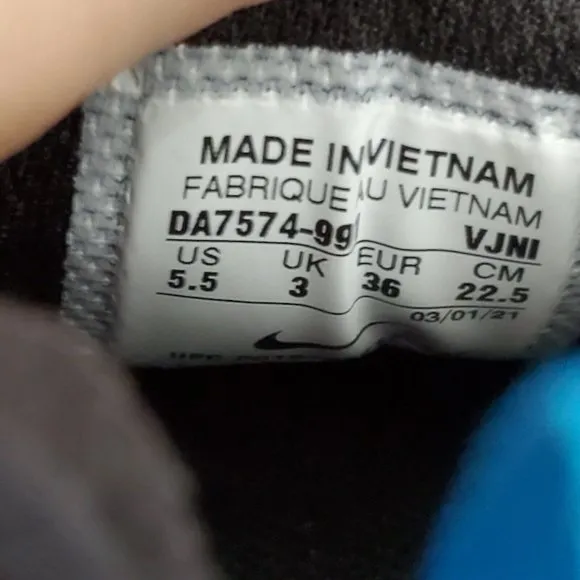 MADE IN VIETNAM
FABRIQUE AU VIETNAM
DA7574-99 VJNI
US UK EUR CM
5.5 3 36 22.5
03/01/21